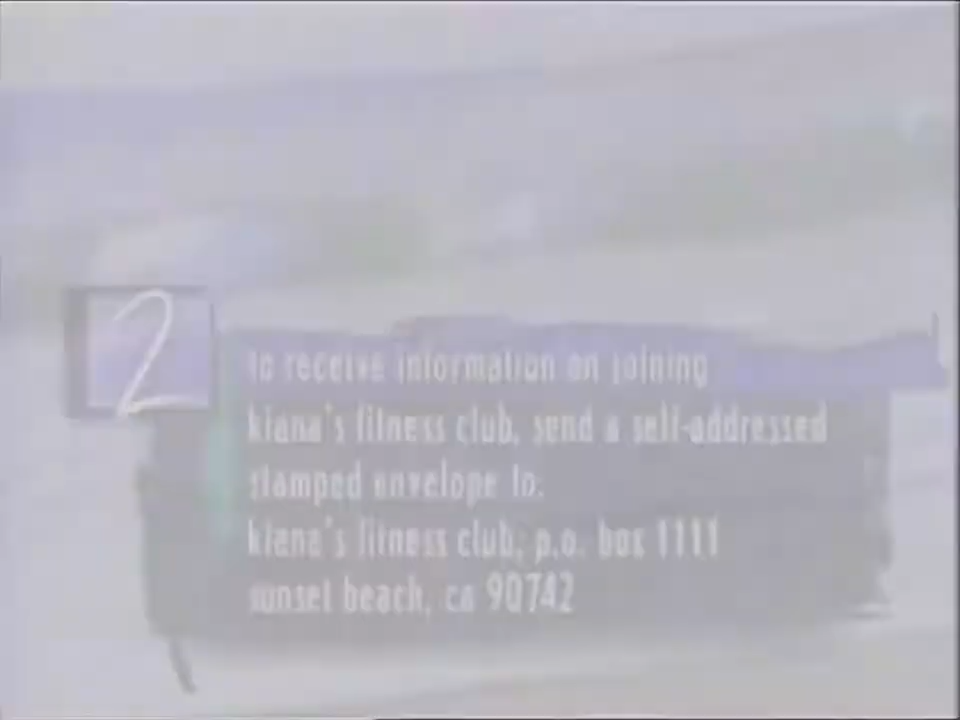 2
to receive information on joining
kiana's fitness club, send a self-addressed
stamped envelope to:
kiana's fitness club, p.o. box 1111
sunset beach, ca 90742